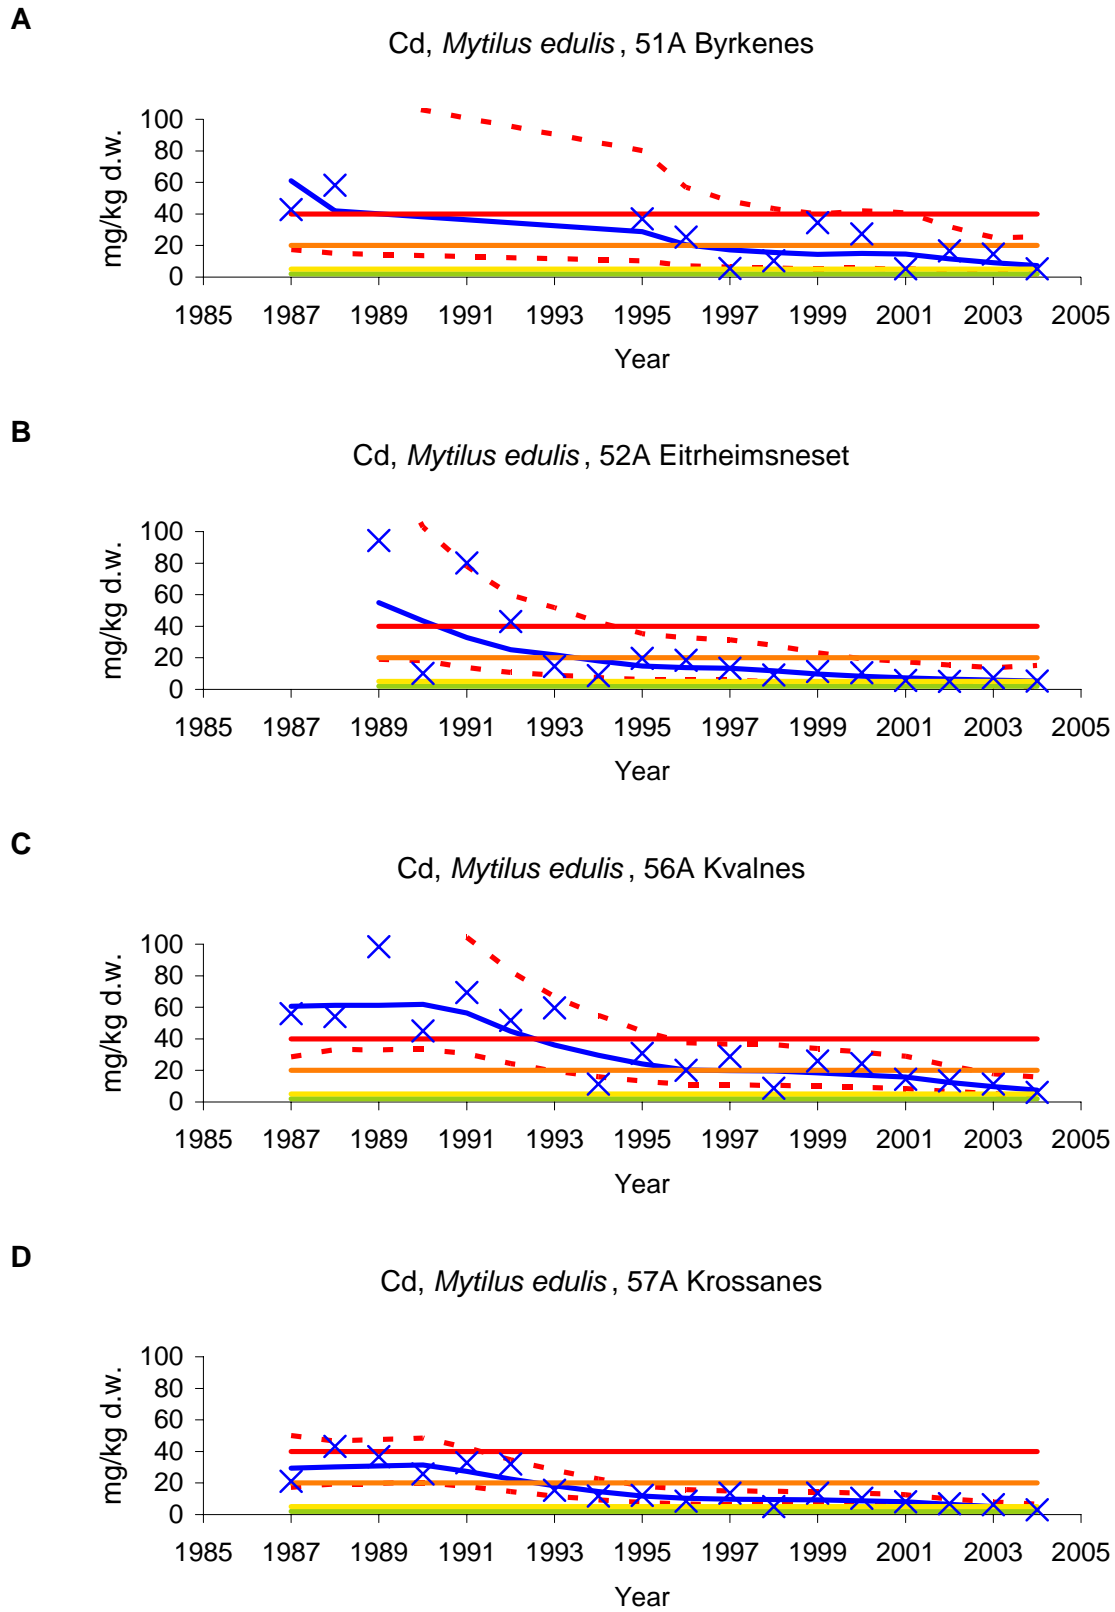 A
Cd, Mytilus edulis, 51A Byrkenes
mg/kg d.w.
100
80
60
40
20
0
1985 1987 1989 1991 1993 1995 1997 1999 2001 2003 2005
Year
B
Cd, Mytilus edulis, 52A Eitrheimsneset
mg/kg d.w.
100
80
60
40
20
0
1985 1987 1989 1991 1993 1995 1997 1999 2001 2003 2005
Year
C
Cd, Mytilus edulis, 56A Kvalnes
mg/kg d.w.
100
80
60
40
20
0
1985 1987 1989 1991 1993 1995 1997 1999 2001 2003 2005
Year
D
Cd, Mytilus edulis, 57A Krossanes
mg/kg d.w.
100
80
60
40
20
0
1985 1987 1989 1991 1993 1995 1997 1999 2001 2003 2005
Year